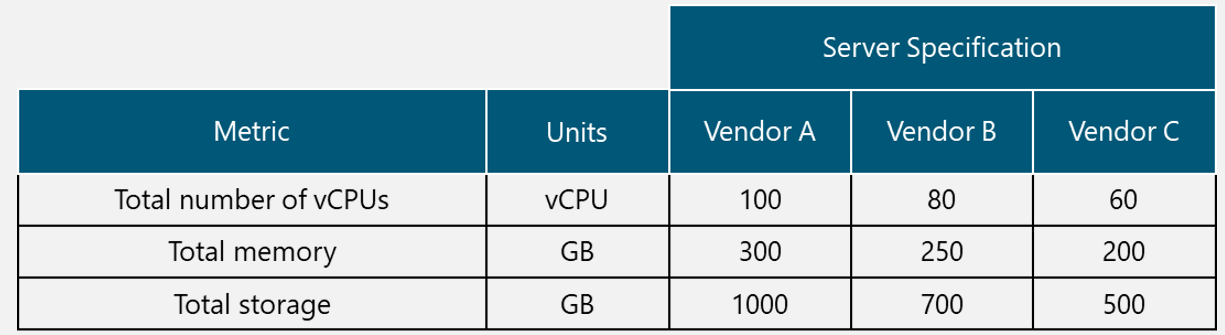 Server Specification
Metric Units Vendor A Vendor B Vendor C
Total number of vCPUs vCPU 100 80 60
Total memory GB 300 250 200
Total storage GB 1000 700 500